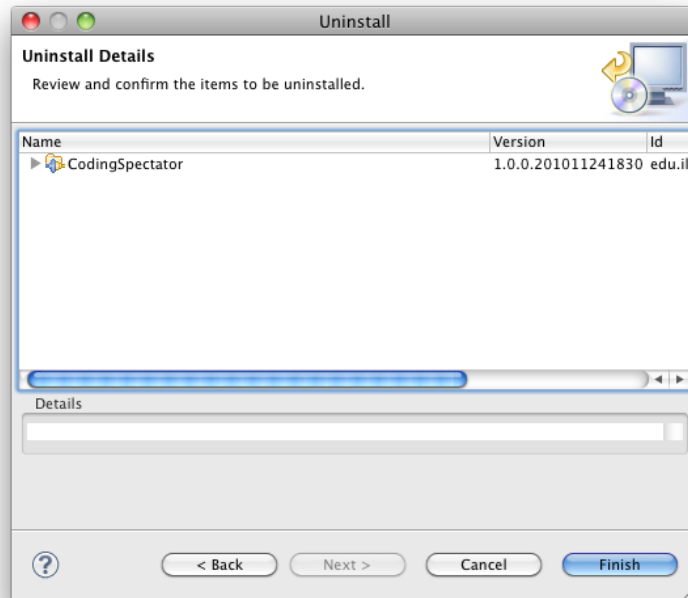 Uninstall
Uninstall Details
Review and confirm the items to be uninstalled.
Name Version Id
CodingSpectator 1.0.0.201011241830 edu.il
Details
? < Back Next > Cancel Finish